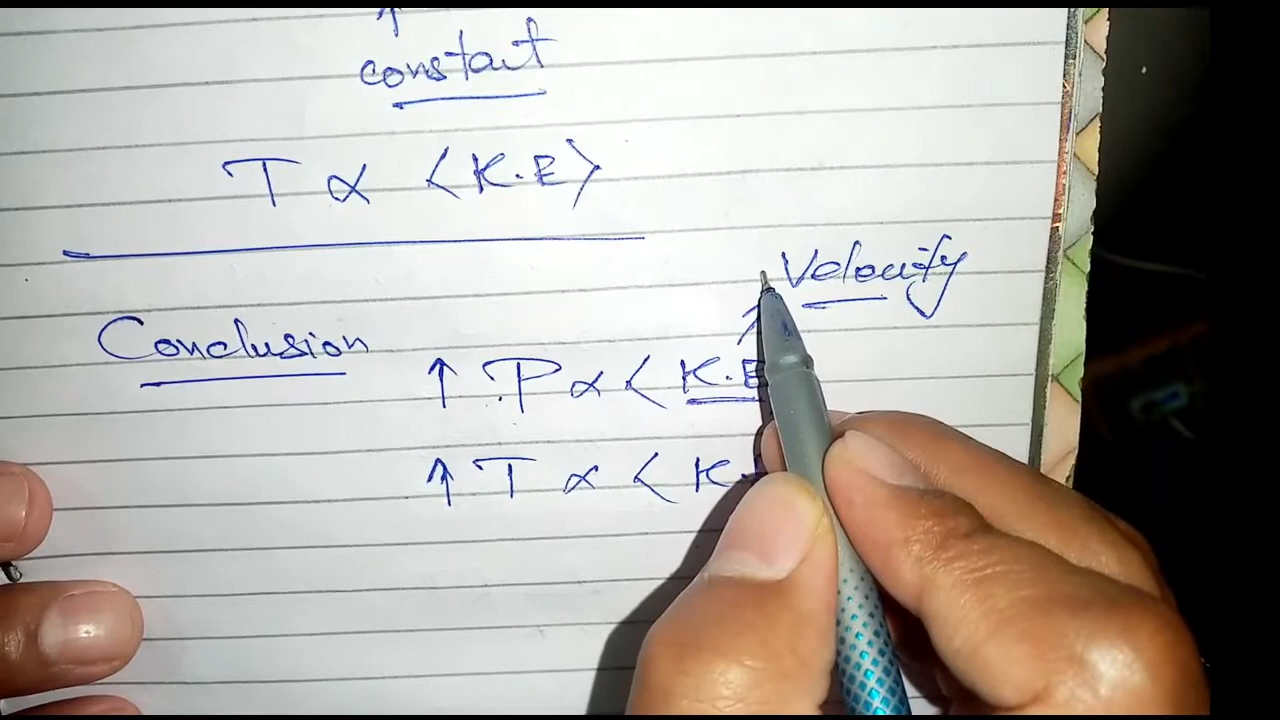 ↑
constant
T ∝ <K.E>
Velocity
Conclusion
↑ P ∝ < K.E
↑ T ∝ < K.